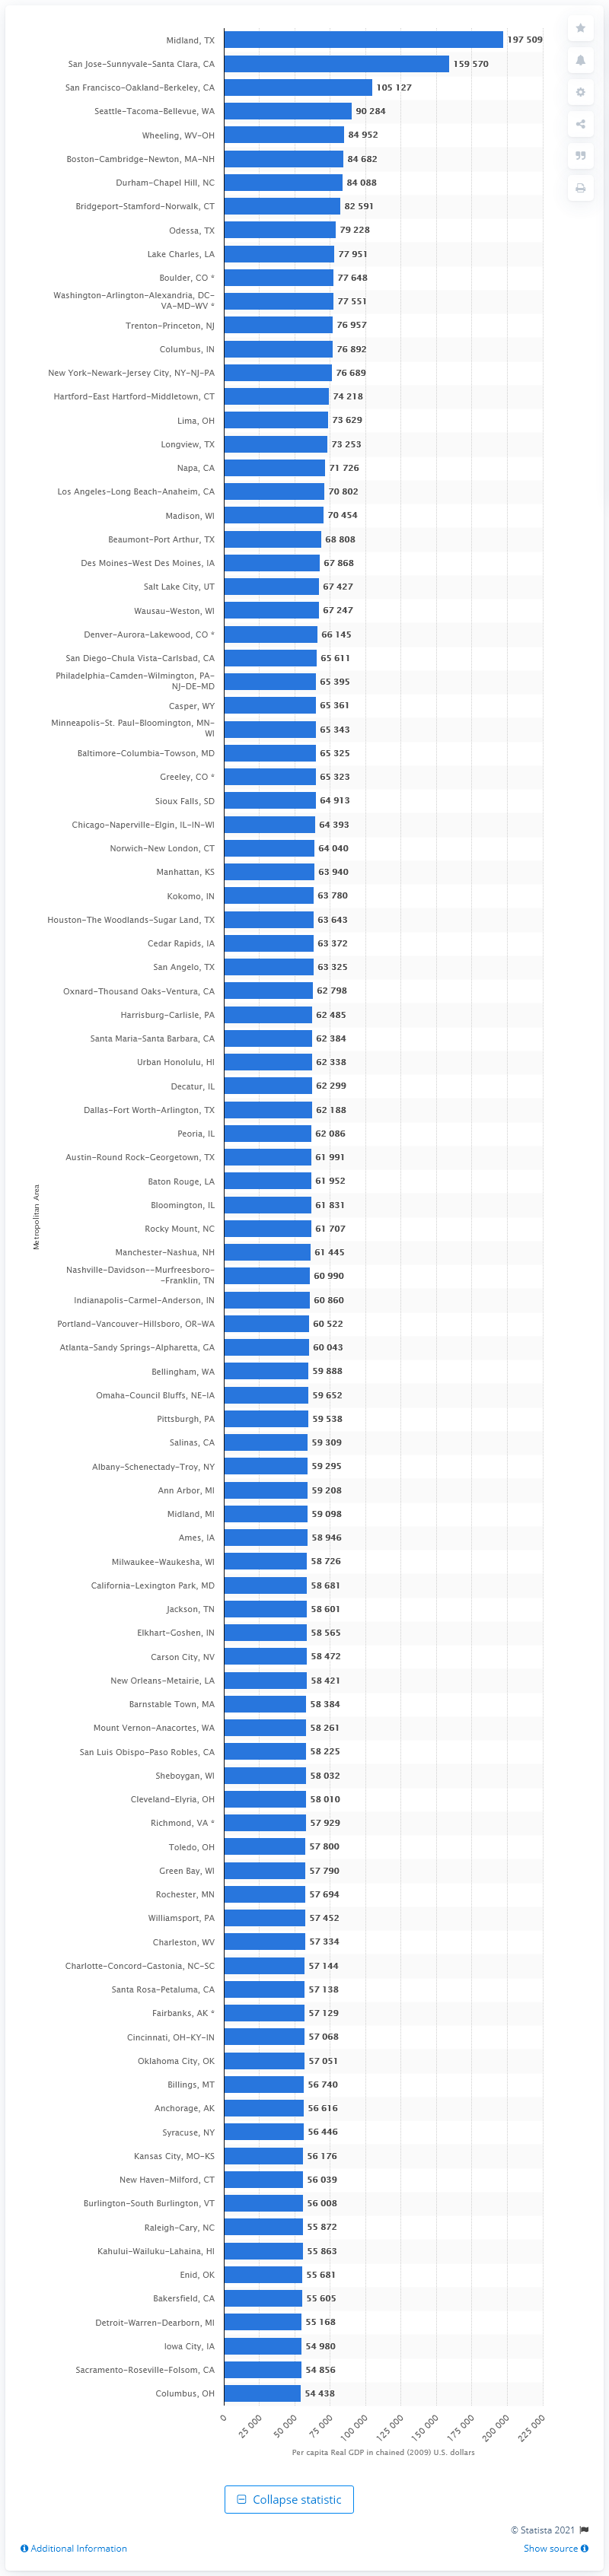 Midland, TX 197 509
San Jose-Sunnyvale-Santa Clara, CA 159 570
San Francisco-Oakland-Berkeley, CA 105 127
Seattle-Tacoma-Bellevue, WA 90 284
Wheeling, WV-OH 84 952
Boston-Cambridge-Newton, MA-NH 84 682
Durham-Chapel Hill, NC 84 088
Bridgeport-Stamford-Norwalk, CT 82 591
Odessa, TX 79 228
Lake Charles, LA 77 951
Boulder, CO * 77 648
Washington-Arlington-Alexandria, DC-
VA-MD-WV * 77 551
Trenton-Princeton, NJ 76 957
Columbus, IN 76 892
New York-Newark-Jersey City, NY-NJ-PA 76 689
Hartford-East Hartford-Middletown, CT 74 218
Lima, OH 73 629
Longview, TX 73 253
Napa, CA 71 726
Los Angeles-Long Beach-Anaheim, CA 70 802
Madison, WI 70 454
Beaumont-Port Arthur, TX 68 808
Des Moines-West Des Moines, IA 67 868
Salt Lake City, UT 67 427
Wausau-Weston, WI 67 247
Denver-Aurora-Lakewood, CO * 66 145
San Diego-Chula Vista-Carlsbad, CA 65 611
Philadelphia-Camden-Wilmington, PA-
NJ-DE-MD 65 395
Casper, WY 65 361
Minneapolis-St. Paul-Bloomington, MN-
WI 65 343
Baltimore-Columbia-Towson, MD 65 325
Greeley, CO * 65 323
Sioux Falls, SD 64 913
Chicago-Naperville-Elgin, IL-IN-WI 64 393
Norwich-New London, CT 64 040
Manhattan, KS 63 940
Kokomo, IN 63 780
Houston-The Woodlands-Sugar Land, TX 63 643
Cedar Rapids, IA 63 372
San Angelo, TX 63 325
Oxnard-Thousand Oaks-Ventura, CA 62 798
Harrisburg-Carlisle, PA 62 485
Santa Maria-Santa Barbara, CA 62 384
Urban Honolulu, HI 62 338
Decatur, IL 62 299
Dallas-Fort Worth-Arlington, TX 62 188
Peoria, IL 62 086
Austin-Round Rock-Georgetown, TX 61 991
Baton Rouge, LA 61 952
Bloomington, IL 61 831
Rocky Mount, NC 61 707
Manchester-Nashua, NH 61 445
Nashville-Davidson--Murfreesboro-
-Franklin, TN 60 990
Indianapolis-Carmel-Anderson, IN 60 860
Portland-Vancouver-Hillsboro, OR-WA 60 522
Atlanta-Sandy Springs-Alpharetta, GA 60 043
Bellingham, WA 59 888
Omaha-Council Bluffs, NE-IA 59 652
Pittsburgh, PA 59 538
Salinas, CA 59 309
Albany-Schenectady-Troy, NY 59 295
Ann Arbor, MI 59 208
Midland, MI 59 098
Ames, IA 58 946
Milwaukee-Waukesha, WI 58 726
California-Lexington Park, MD 58 681
Jackson, TN 58 601
Elkhart-Goshen, IN 58 565
Carson City, NV 58 472
New Orleans-Metairie, LA 58 421
Barnstable Town, MA 58 384
Mount Vernon-Anacortes, WA 58 261
San Luis Obispo-Paso Robles, CA 58 225
Sheboygan, WI 58 032
Cleveland-Elyria, OH 58 010
Richmond, VA * 57 929
Toledo, OH 57 800
Green Bay, WI 57 790
Rochester, MN 57 694
Williamsport, PA 57 452
Charleston, WV 57 334
Charlotte-Concord-Gastonia, NC-SC 57 144
Santa Rosa-Petaluma, CA 57 138
Fairbanks, AK * 57 129
Cincinnati, OH-KY-IN 57 068
Oklahoma City, OK 57 051
Billings, MT 56 740
Anchorage, AK 56 616
Syracuse, NY 56 446
Kansas City, MO-KS 56 176
New Haven-Milford, CT 56 039
Burlington-South Burlington, VT 56 008
Raleigh-Cary, NC 55 872
Kahului-Wailuku-Lahaina, HI 55 863
Enid, OK 55 681
Bakersfield, CA 55 605
Detroit-Warren-Dearborn, MI 55 168
Iowa City, IA 54 980
Sacramento-Roseville-Folsom, CA 54 856
Columbus, OH 54 438
Metropolitan Area
0 25 000 50 000 75 000 100 000 125 000 150 000 175 000 200 000 225 000
Per capita Real GDP in chained (2009) U.S. dollars
Collapse statistic
© Statista 2021
Additional Information Show source